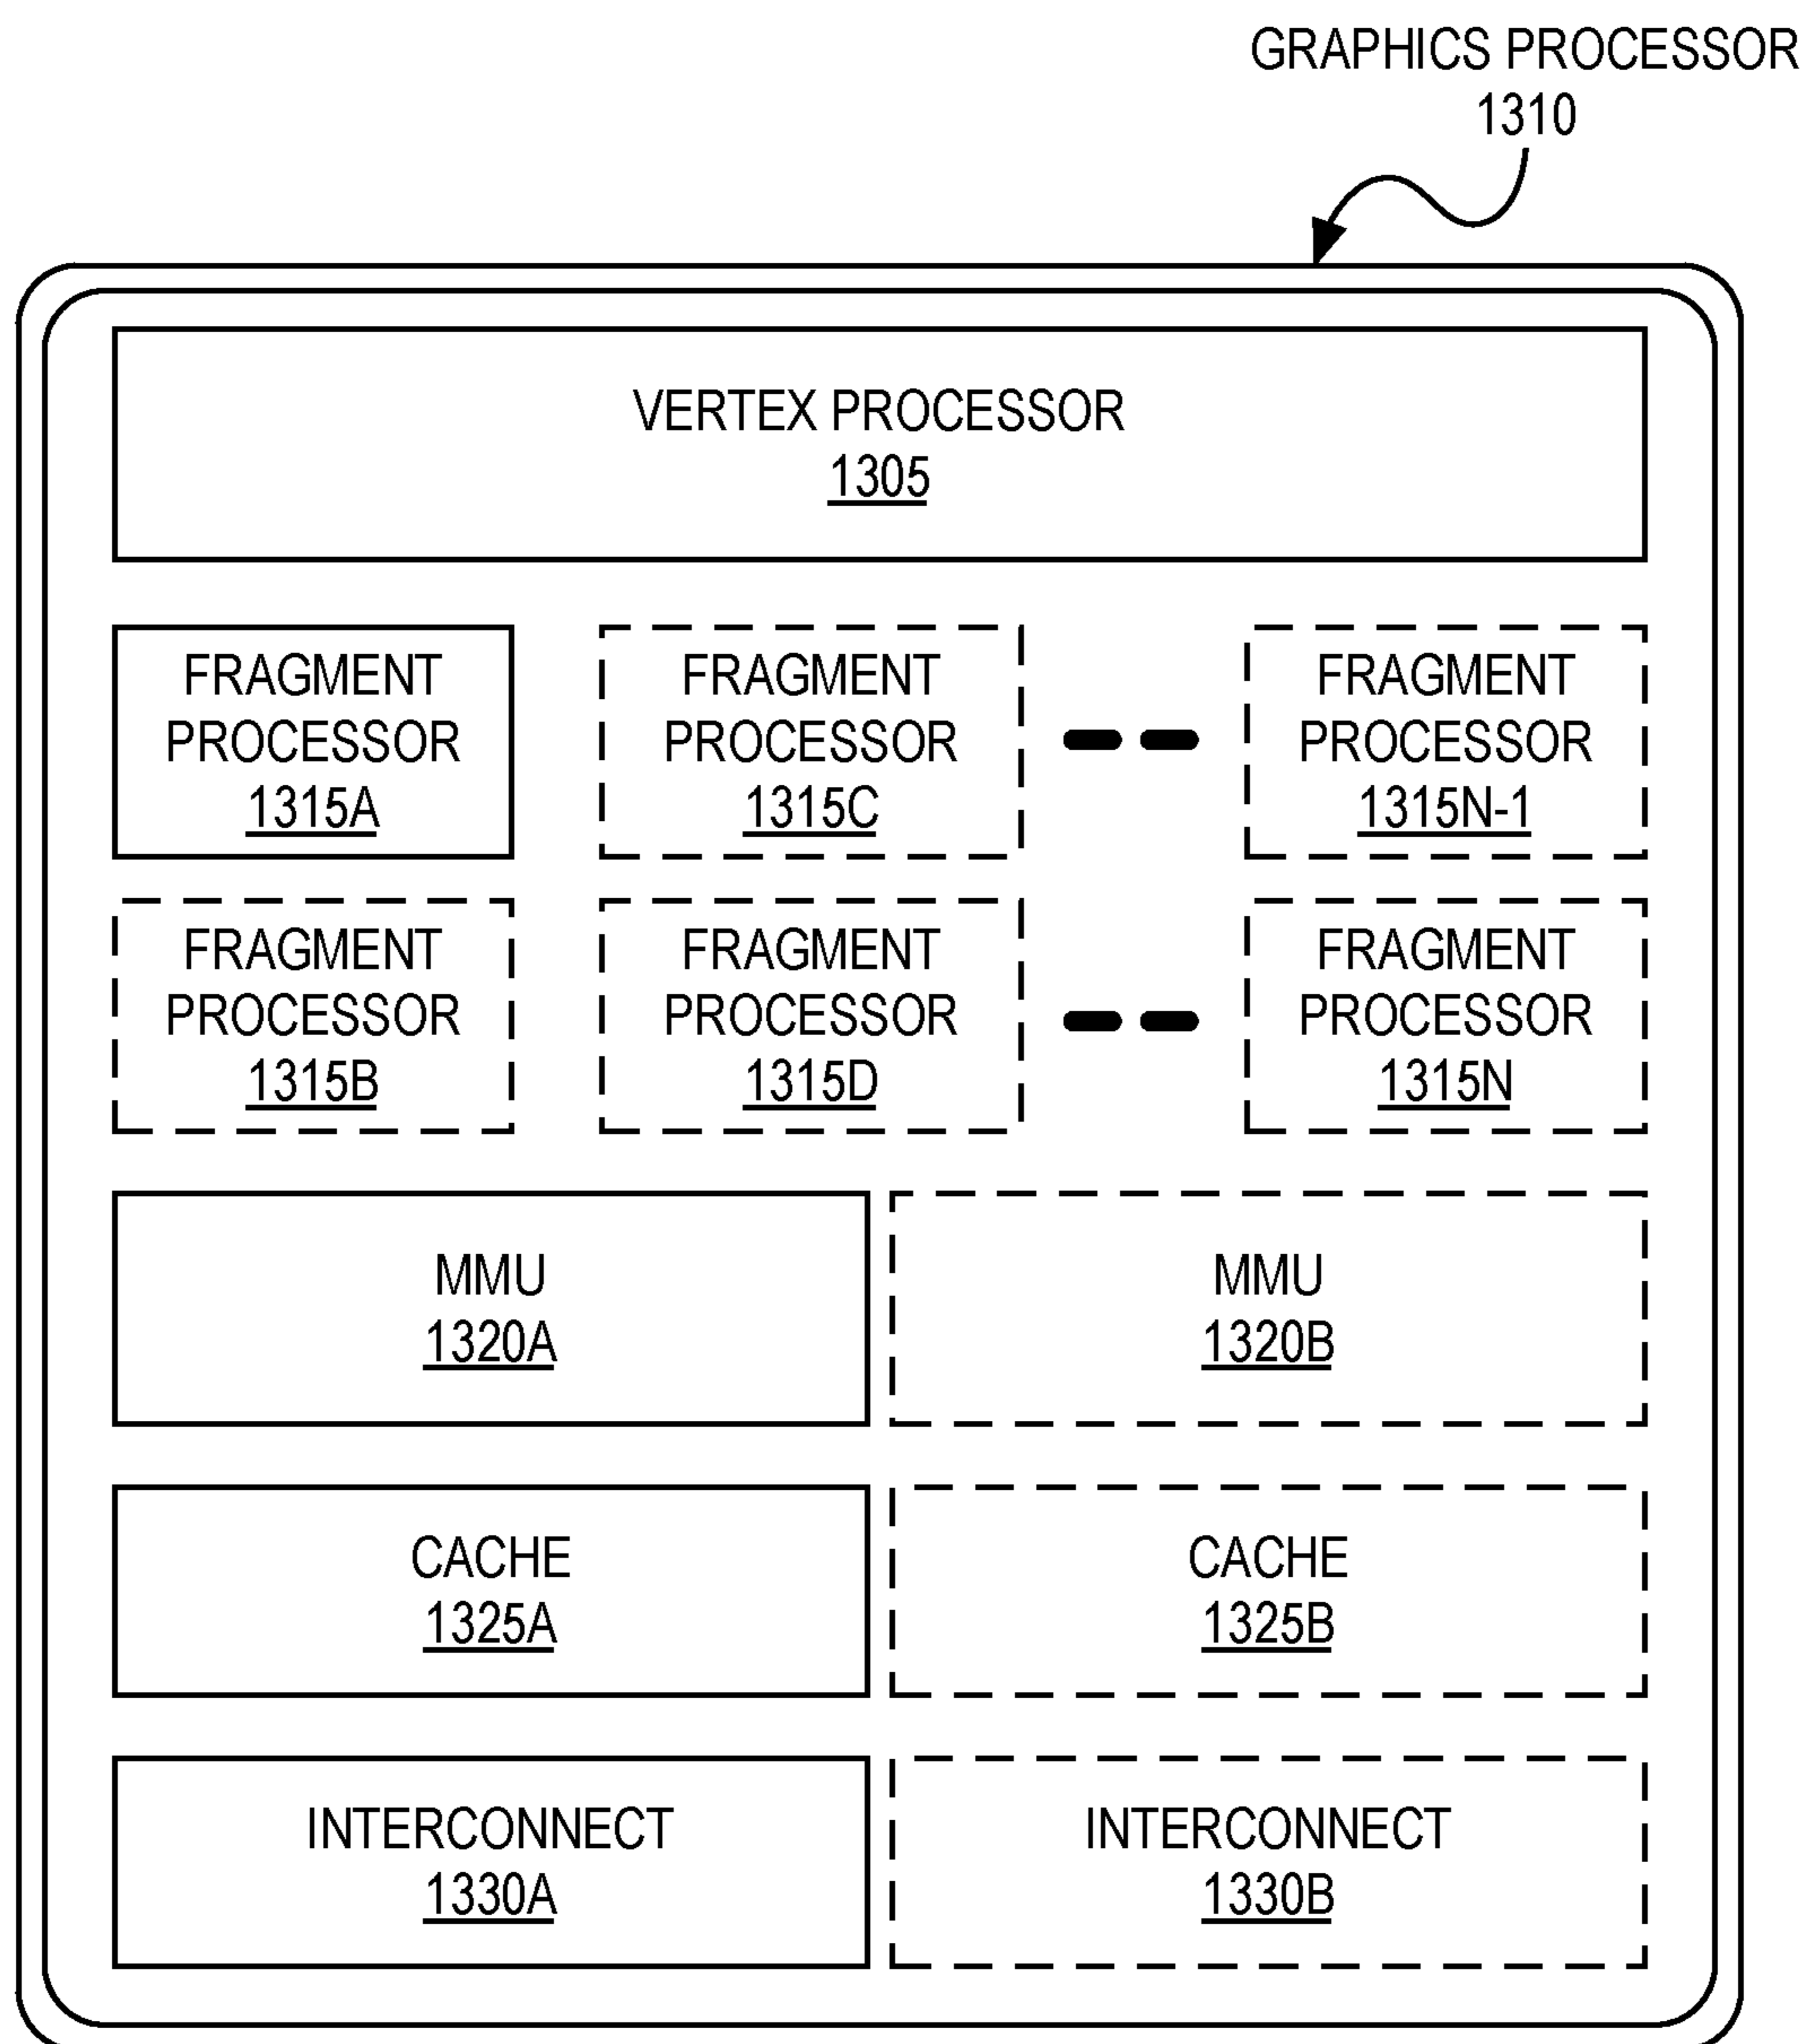 GRAPHICS PROCESSOR
1310
VERTEX PROCESSOR
1305
FRAGMENT
PROCESSOR
1315A
FRAGMENT
PROCESSOR
1315C
FRAGMENT
PROCESSOR
1315N-1
FRAGMENT
PROCESSOR
1315B
FRAGMENT
PROCESSOR
1315D
FRAGMENT
PROCESSOR
1315N
MMU
1320A
MMU
1320B
CACHE
1325A
CACHE
1325B
INTERCONNECT
1330A
INTERCONNECT
1330B